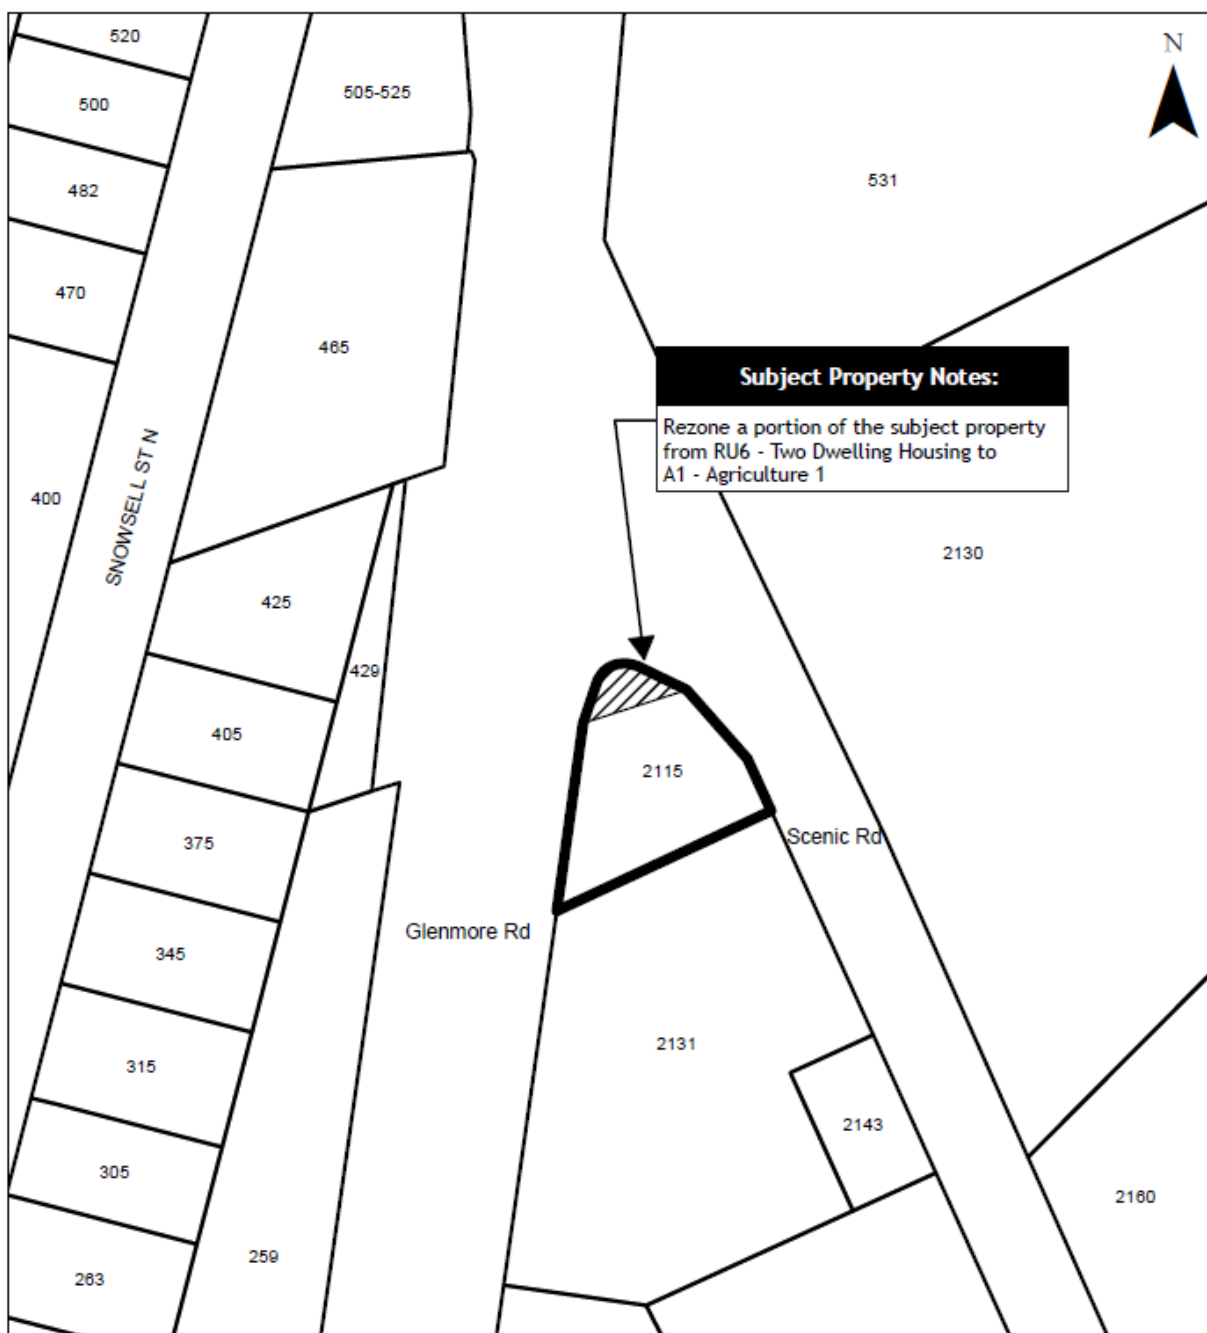 520
N
505-525
500
531
482
470
465
Subject Property Notes:
Rezone a portion of the subject property
from RU6 - Two Dwelling Housing to
A1 - Agriculture 1
400
SNOWSELL ST N
2130
425
429
405
2115
Scenic Rd
375
Glenmore Rd
345
2131
315
2143
305
2160
259
263